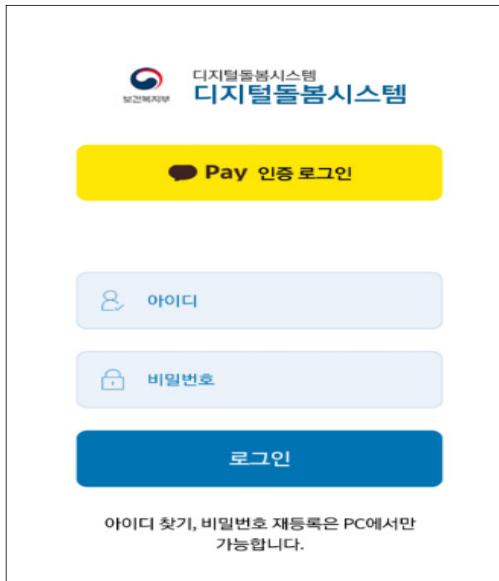 디지털돌봄시스템
보건복지부 디지털돌봄시스템
Pay 인증 로그인
아이디
비밀번호
로그인
아이디 찾기, 비밀번호 재등록은 PC에서만
가능합니다.